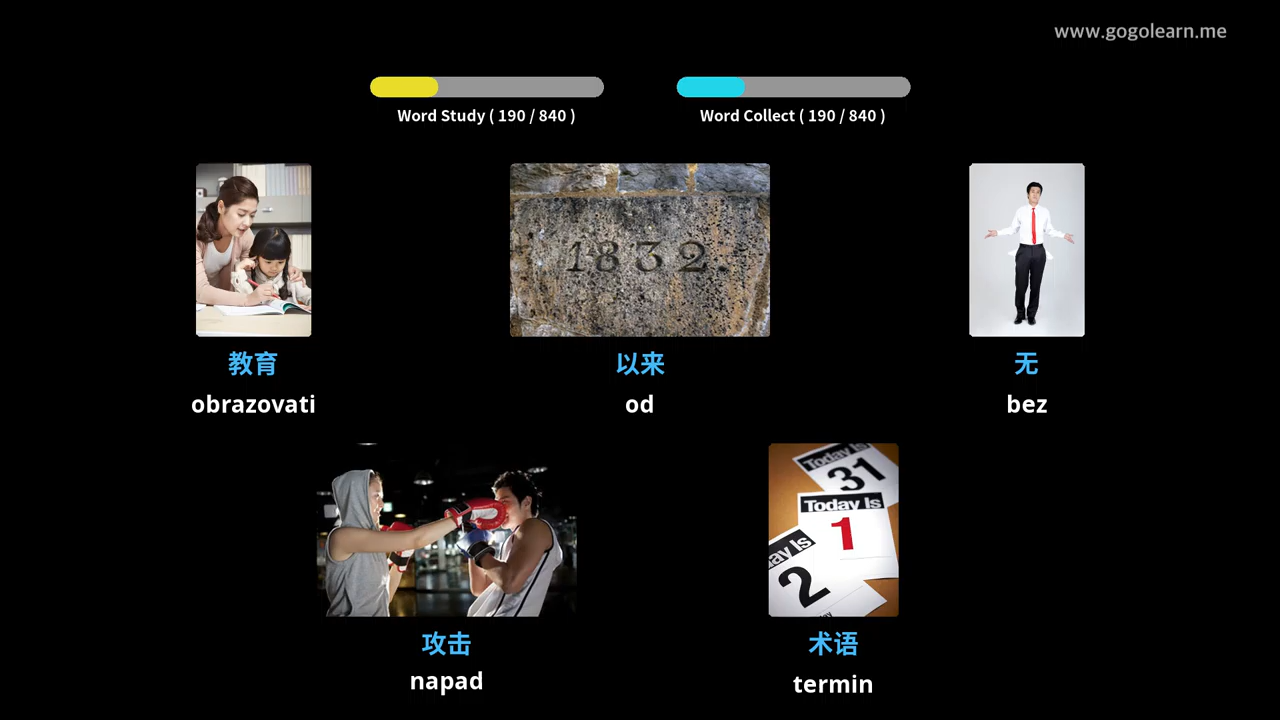 www.gogolearn.me
Word Study ( 190 / 840 )
Word Collect ( 190 / 840 )
1832.
教育
obrazovati
以来
od
无
bez
Today Is
31
Today Is
1
ay Is
2
攻击
napad
术语
termin